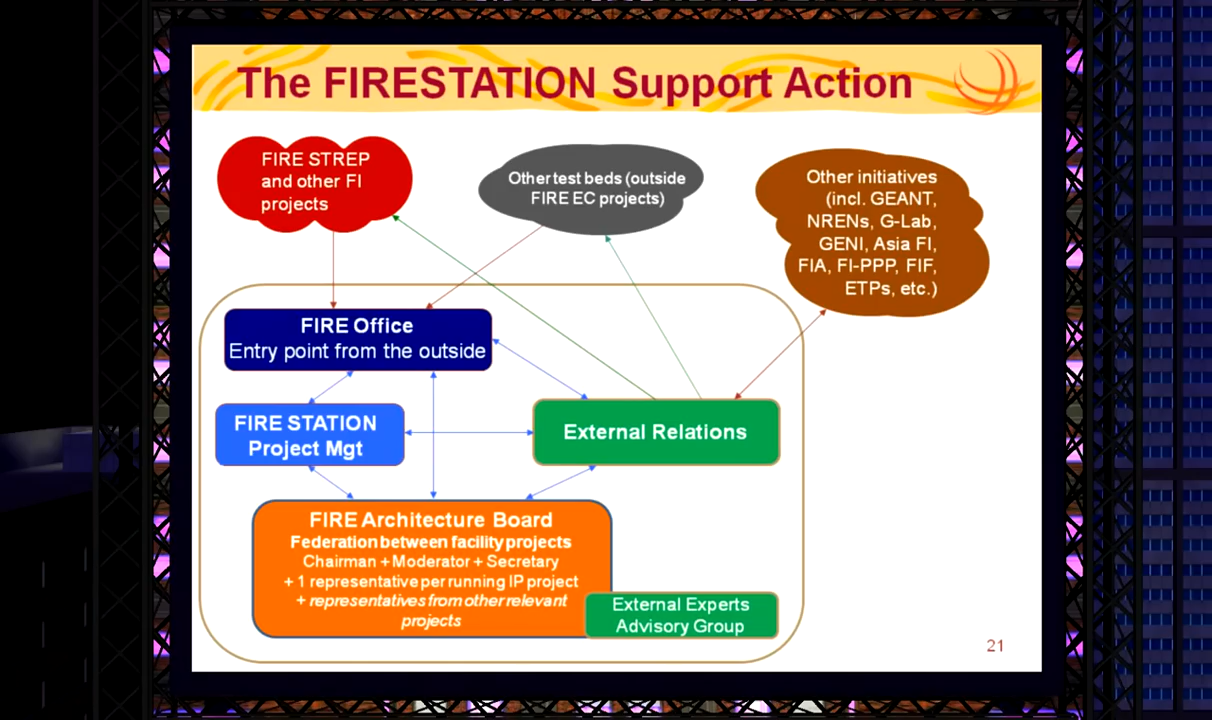 The FIRESTATION Support Action
FIRE STREP
and other FI
projects
Other test beds (outside
FIRE EC projects)
Other initiatives
(incl. GEANT,
NRENs, G-Lab,
GENI, Asia FI,
FIA, FI-PPP, FIF,
ETPs, etc.)
FIRE Office
Entry point from the outside
FIRE STATION
Project Mgt
External Relations
FIRE Architecture Board
Federation between facility projects
Chairman + Moderator + Secretary
+ 1 representative per running IP project
+ representatives from other relevant
projects
External Experts
Advisory Group
21